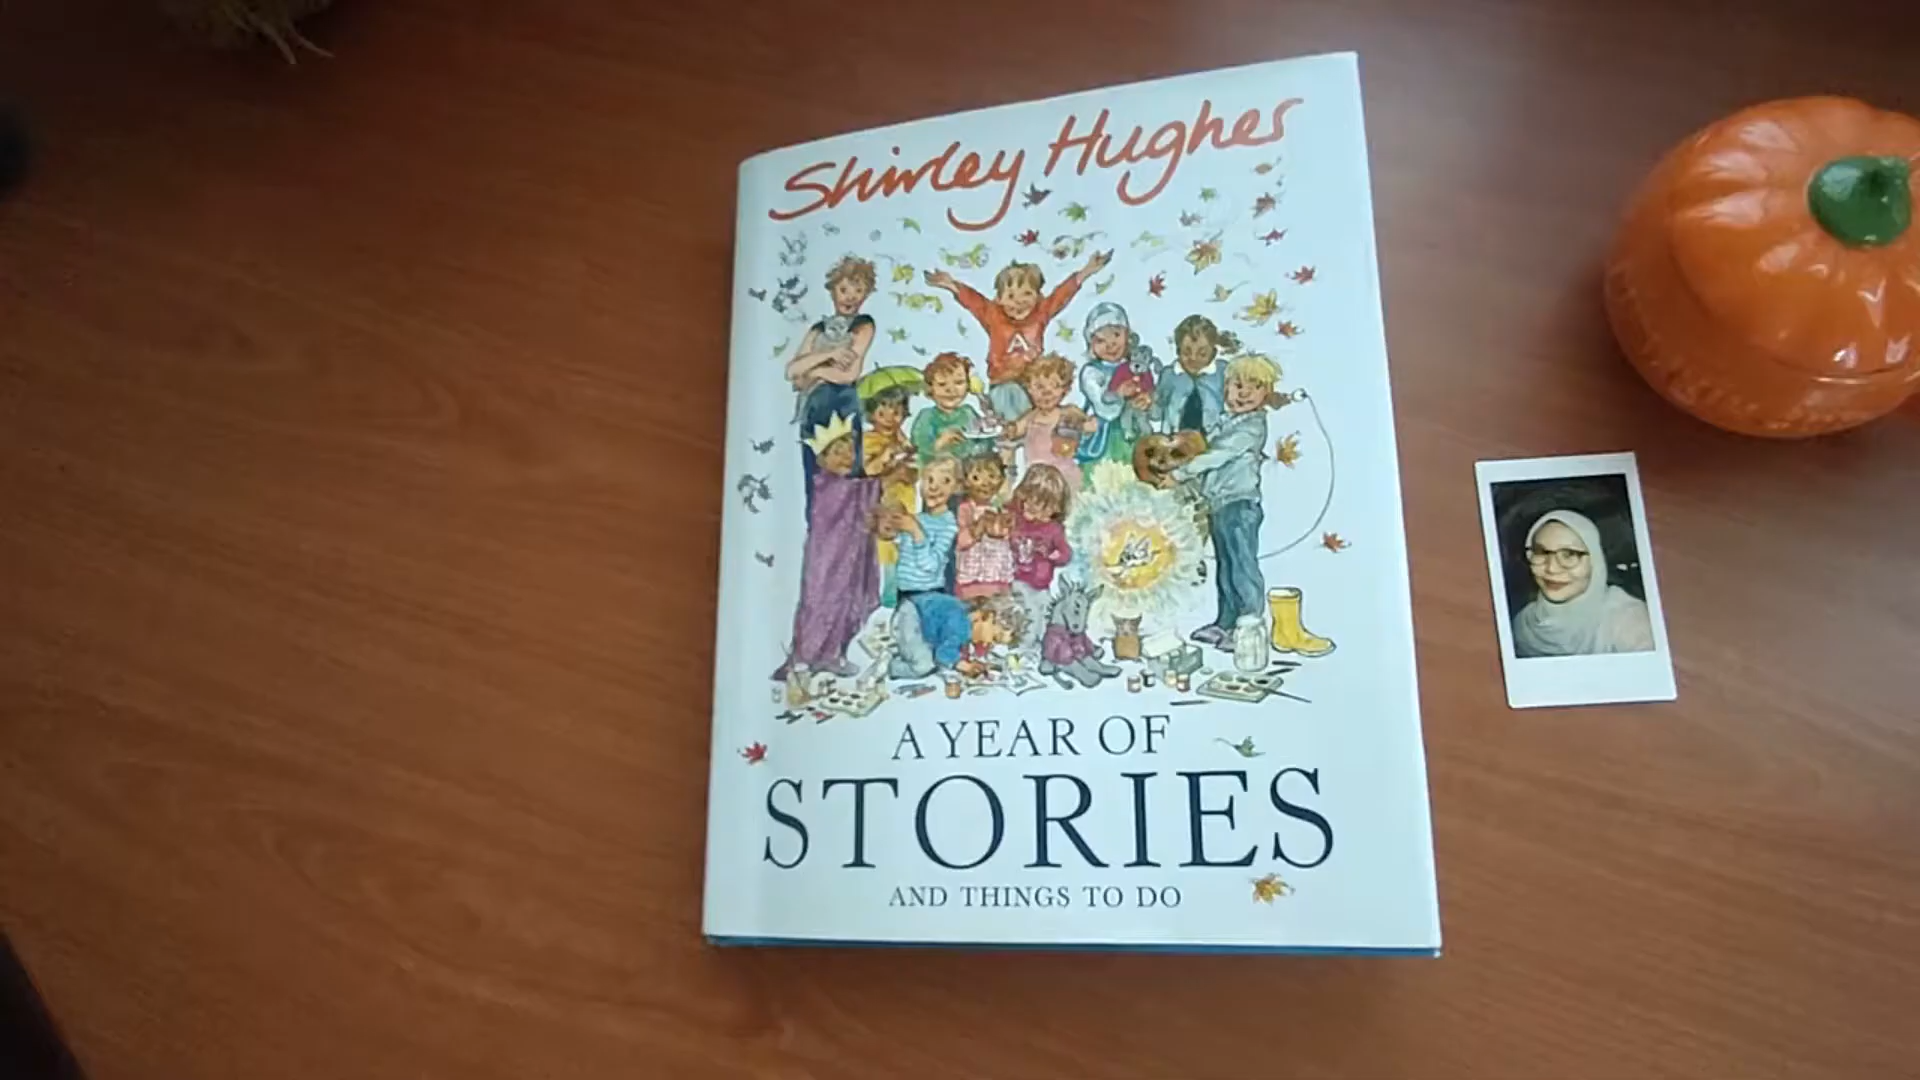 Shirley Hughes
A
A YEAR OF
STORIES
AND THINGS TO DO